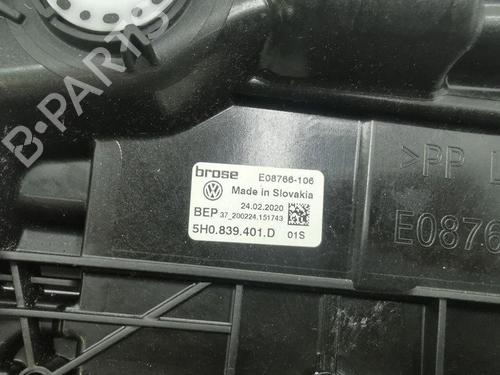 B-PARTS
brose E08766-106
Made in Slovakia
24.02.2020
BEP 37_200224.151743
5H0.839.401.D 01S
>PP L
E0876